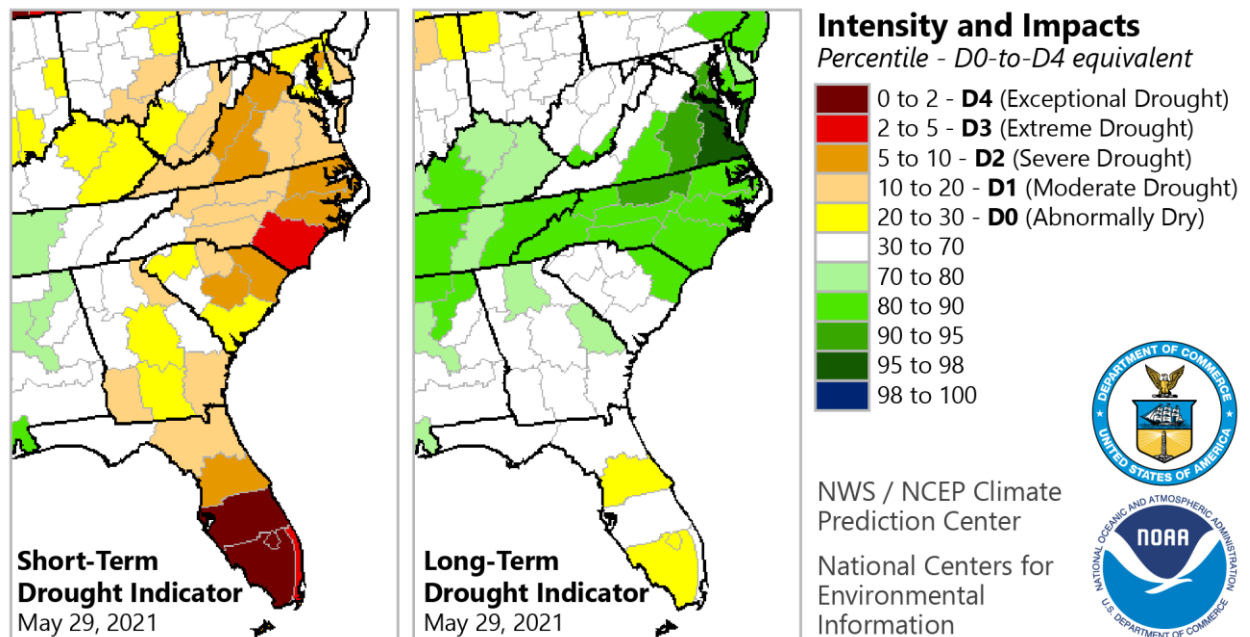 Short-Term
Drought Indicator
May 29, 2021
Long-Term
Drought Indicator
May 29, 2021
Intensity and Impacts
Percentile - D0-to-D4 equivalent
0 to 2 - D4 (Exceptional Drought)
2 to 5 - D3 (Extreme Drought)
5 to 10 - D2 (Severe Drought)
10 to 20 - D1 (Moderate Drought)
20 to 30 - D0 (Abnormally Dry)
30 to 70
70 to 80
80 to 90
90 to 95
95 to 98
98 to 100
NWS / NCEP Climate
Prediction Center
National Centers for
Environmental
Information
DEPARTMENT OF COMMERCE
UNITED STATES OF AMERICA
NATIONAL OCEANIC AND ATMOSPHERIC ADMINISTRATION
NOAA
U.S. DEPARTMENT OF COMMERCE